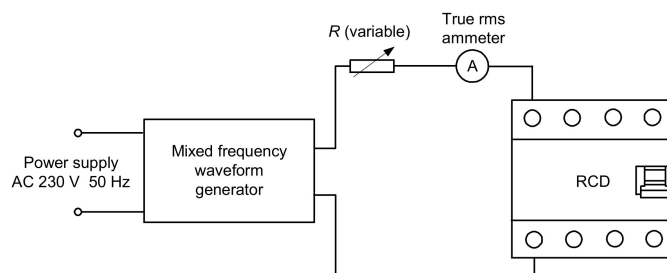 R (variable)
True rms
ammeter
A
Power supply
AC 230 V 50 Hz
Mixed frequency
waveform
generator
RCD